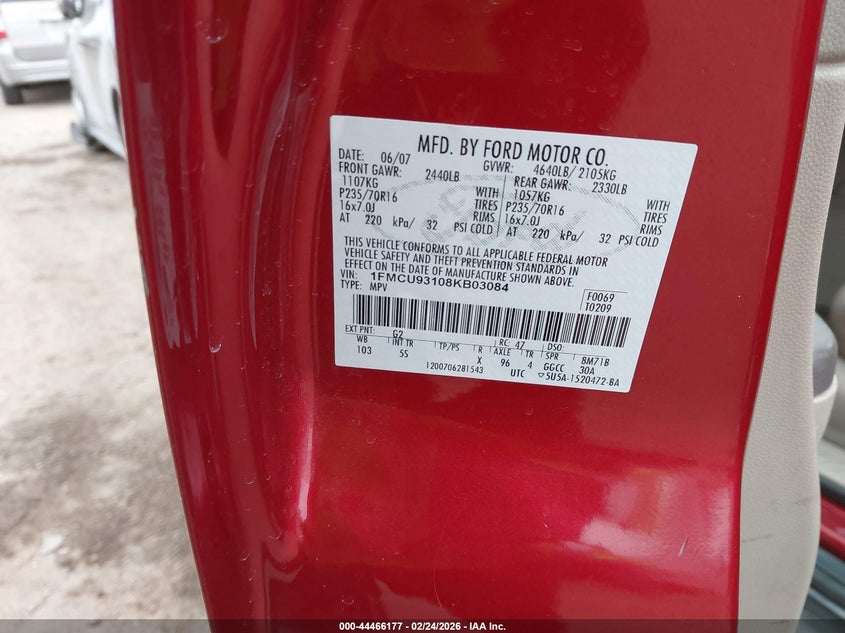 MFD. BY FORD MOTOR CO.
DATE: 06/07 GVWR: 4640LB/ 2105KG
FRONT GAWR: 2440LB REAR GAWR: 2330LB
1107KG WITH 1057KG WITH
P235/70R16 TIRES P235/70R16 TIRES
16x7.0J RIMS 16x7.0J RIMS
AT 220 kPa/ 32 PSI COLD AT 220 kPa/ 32 PSI COLD
THIS VEHICLE CONFORMS TO ALL APPLICABLE FEDERAL MOTOR
VEHICLE SAFETY AND THEFT PREVENTION STANDARDS IN
EFFECT ON THE DATE OF MANUFACTURE SHOWN ABOVE.
VIN: 1FMCU93108KB03084
TYPE: MPV
F0069
T0209
EXT PNT: G2 RC: 47 DSO:
WB INT TR TP/PS R AXLE TR SPR BM71B
103 5S X 96 4 GGCC 30A
1200706281543 UTC ▽5U5A-1520472-BA
000-44466177 - 02/24/2026 - IAA Inc.